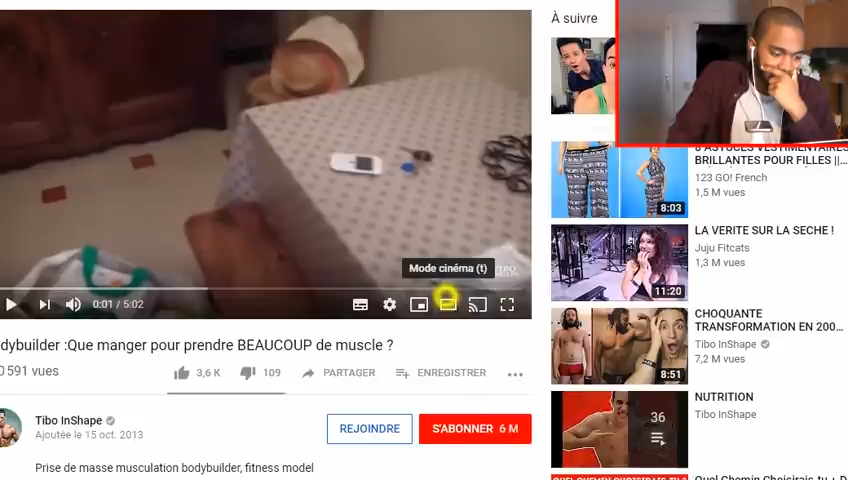 À suivre
Mode cinéma (t)
0:01 / 5:02
dybuilder :Que manger pour prendre BEAUCOUP de muscle ?
591 vues
3,6 K
109
PARTAGER
ENREGISTRER
Tibo InShape
Ajoutée le 15 oct. 2013
REJOINDRE
S'ABONNER 6 M
Prise de masse musculation bodybuilder, fitness model
8 ASTUCES VESTIMENTAIRES
BRILLANTES POUR FILLES ||...
123 GO! French
1,5 M vues
8:03
LA VERITE SUR LA SECHE !
Juju Fitcats
1,3 M vues
11:20
CHOQUANTE
TRANSFORMATION EN 200...
Tibo InShape
7,2 M vues
8:51
NUTRITION
Tibo InShape
36